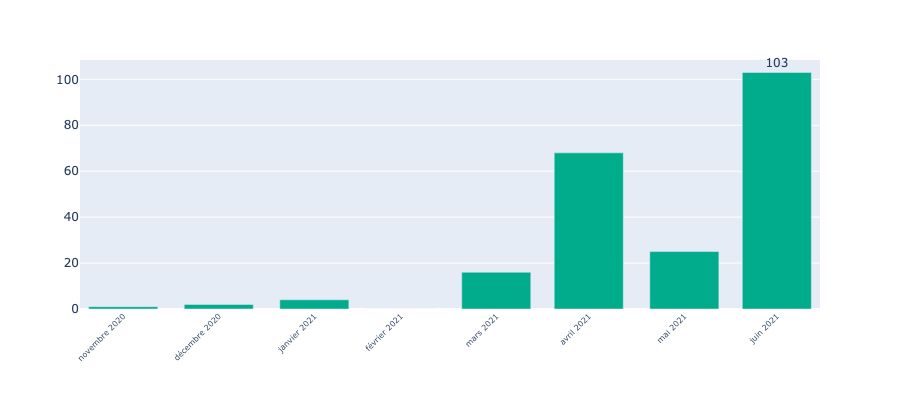 103
100
80
60
40
20
0
novembre 2020
décembre 2020
janvier 2021
février 2021
mars 2021
avril 2021
mai 2021
juin 2021